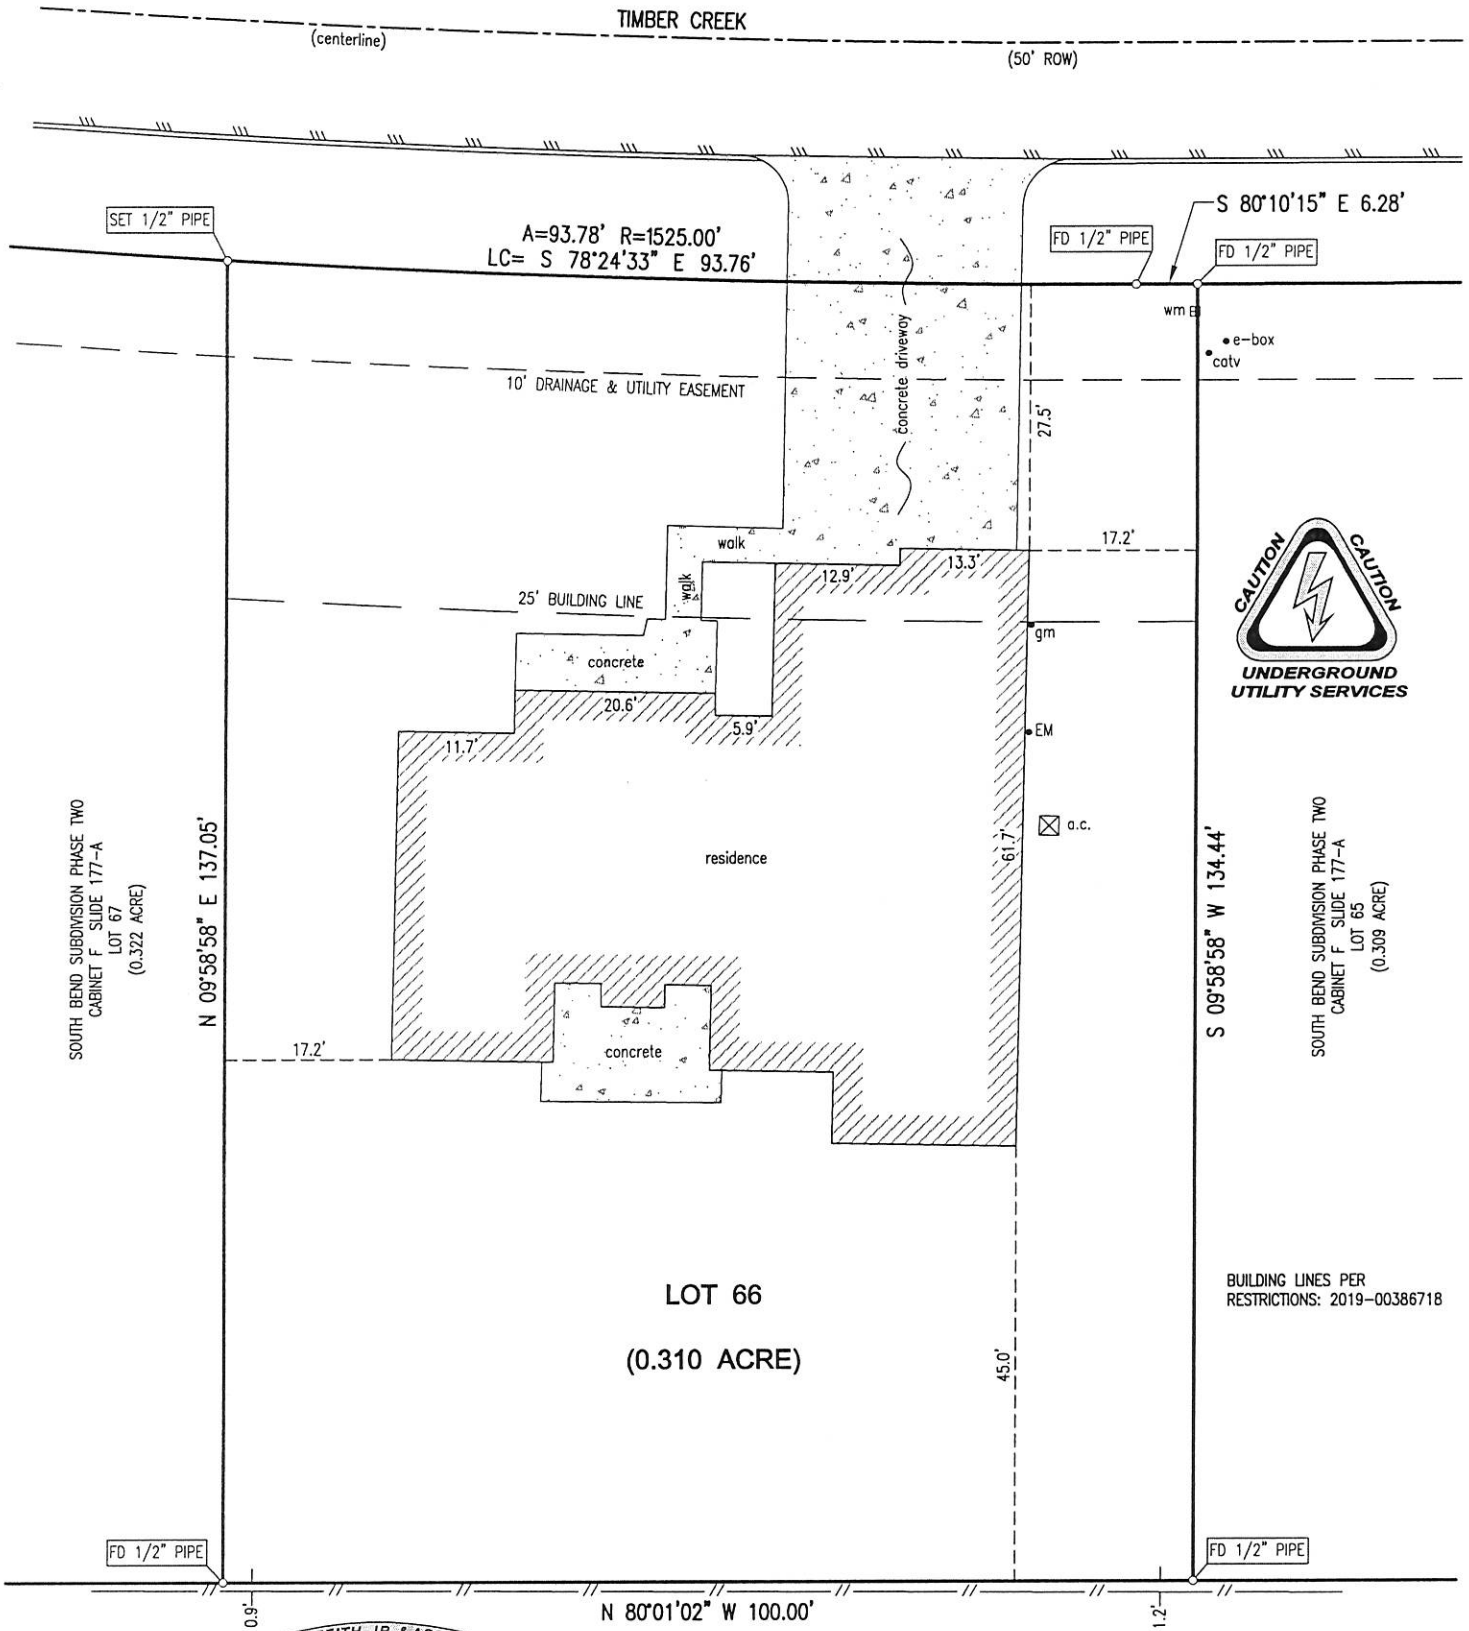 TIMBER CREEK
(centerline)
(50' ROW)
SET 1/2" PIPE
A=93.78' R=1525.00'
LC= S 78°24'33" E 93.76'
S 80°10'15" E 6.28'
FD 1/2" PIPE
FD 1/2" PIPE
wm
e-box
catv
concrete driveway
10' DRAINAGE & UTILITY EASEMENT
27.5'
walk
walk
17.2'
12.9'
13.3'
25' BUILDING LINE
gm
CAUTION
CAUTION
UNDERGROUND
UTILITY SERVICES
concrete
20.6'
5.9'
11.7'
EM
a.c.
61.7'
residence
SOUTH BEND SUBDIVISION PHASE TWO
CABINET F SLIDE 177-A
LOT 67
(0.322 ACRE)
N 09°58'58" E 137.05'
S 09°58'58" W 134.44'
SOUTH BEND SUBDIVISION PHASE TWO
CABINET F SLIDE 177-A
LOT 65
(0.309 ACRE)
17.2'
concrete
LOT 66
(0.310 ACRE)
45.0'
BUILDING LINES PER
RESTRICTIONS: 2019-00386718
FD 1/2" PIPE
FD 1/2" PIPE
0.9'
N 80°01'02" W 100.00'
1.2'